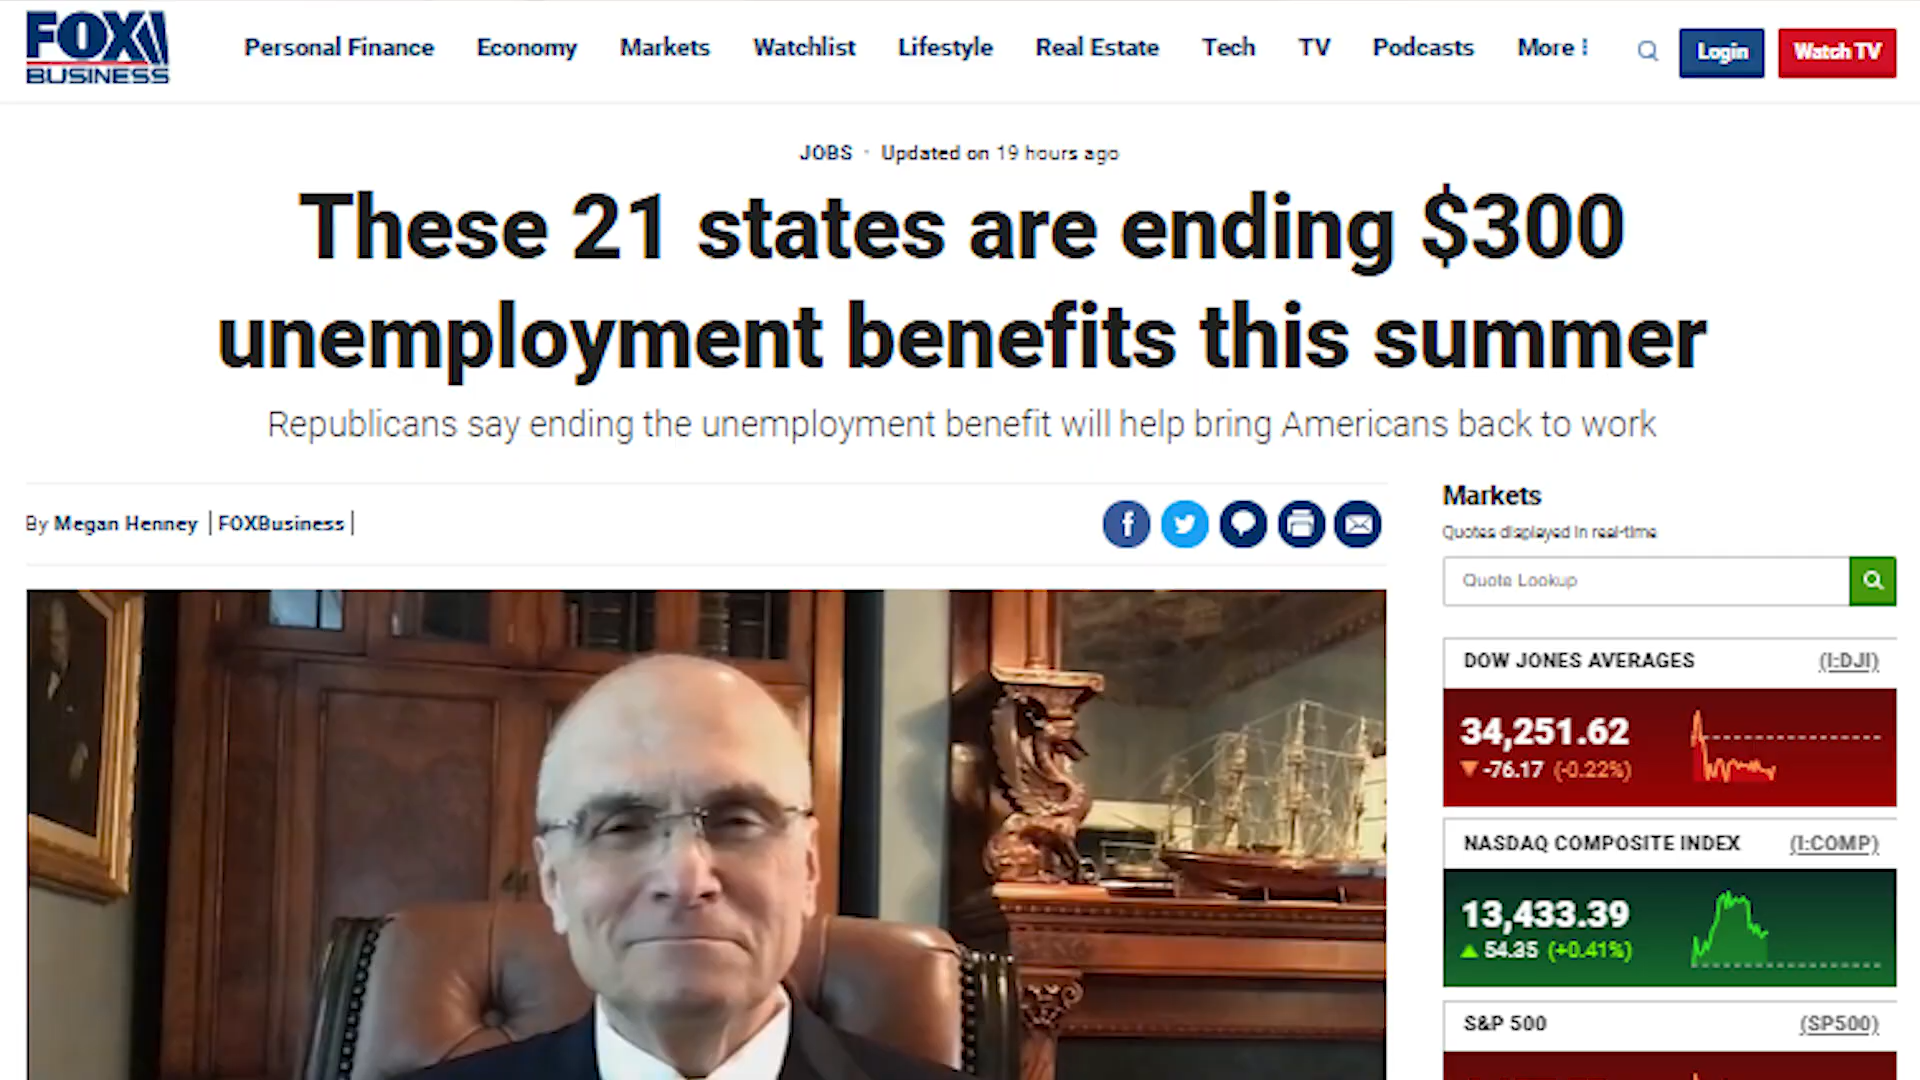 FOX
BUSINESS
Personal Finance Economy Markets Watchlist Lifestyle Real Estate Tech TV Podcasts More Login Watch TV
JOBS · Updated on 19 hours ago
These 21 states are ending $300
unemployment benefits this summer
Republicans say ending the unemployment benefit will help bring Americans back to work
By Megan Henney | FOXBusiness |
Markets
Quotes displayed in real-time
Quote Lookup
DOW JONES AVERAGES (I:DJI)
34,251.62
-76.17 (-0.22%)
NASDAQ COMPOSITE INDEX (I:COMP)
13,433.39
54.35 (+0.41%)
S&P 500 (SP500)